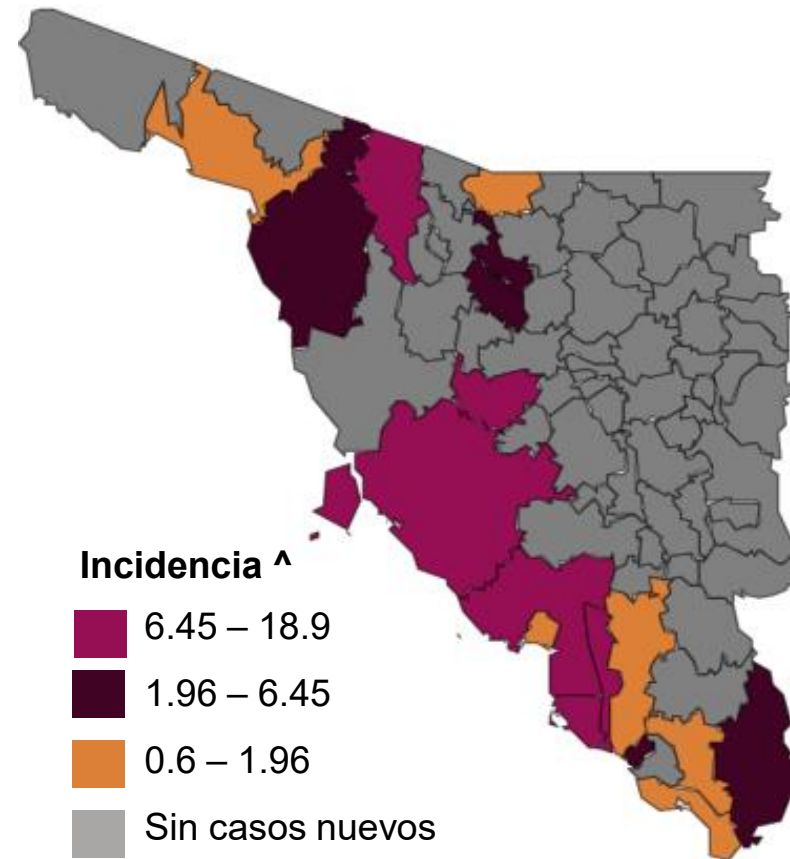 Incidencia ^
6.45 – 18.9
1.96 – 6.45
0.6 – 1.96
Sin casos nuevos